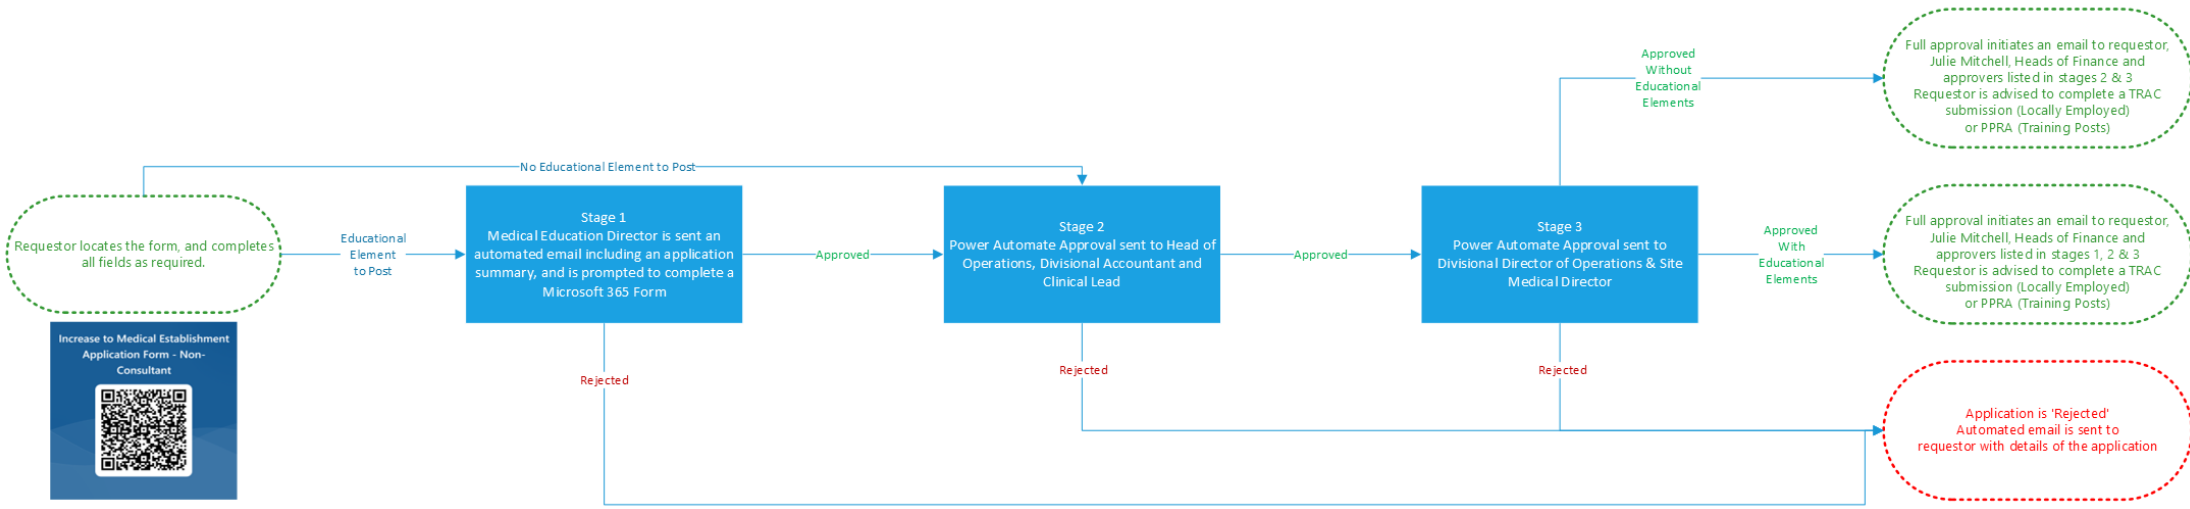 Requestor locates the form, and completes
all fields as required.
Increase to Medical Establishment
Application Form - Non-
Consultant
No Educational Element to Post
Educational
Element
to Post
Stage 1
Medical Education Director is sent an
automated email including an application
summary, and is prompted to complete a
Microsoft 365 Form
Approved
Rejected
Stage 2
Power Automate Approval sent to Head of
Operations, Divisional Accountant and
Clinical Lead
Approved
Rejected
Stage 3
Power Automate Approval sent to
Divisional Director of Operations & Site
Medical Director
Rejected
Approved
Without
Educational
Elements
Full approval initiates an email to requestor,
Julie Mitchell, Heads of Finance and
approvers listed in stages 2 & 3
Requestor is advised to complete a TRAC
submission (Locally Employed)
or PPRA (Training Posts)
Approved
With
Educational
Elements
Full approval initiates an email to requestor,
Julie Mitchell, Heads of Finance and
approvers listed in stages 1, 2 & 3
Requestor is advised to complete a TRAC
submission (Locally Employed)
or PPRA (Training Posts)
Application is 'Rejected'
Automated email is sent to
requestor with details of the application